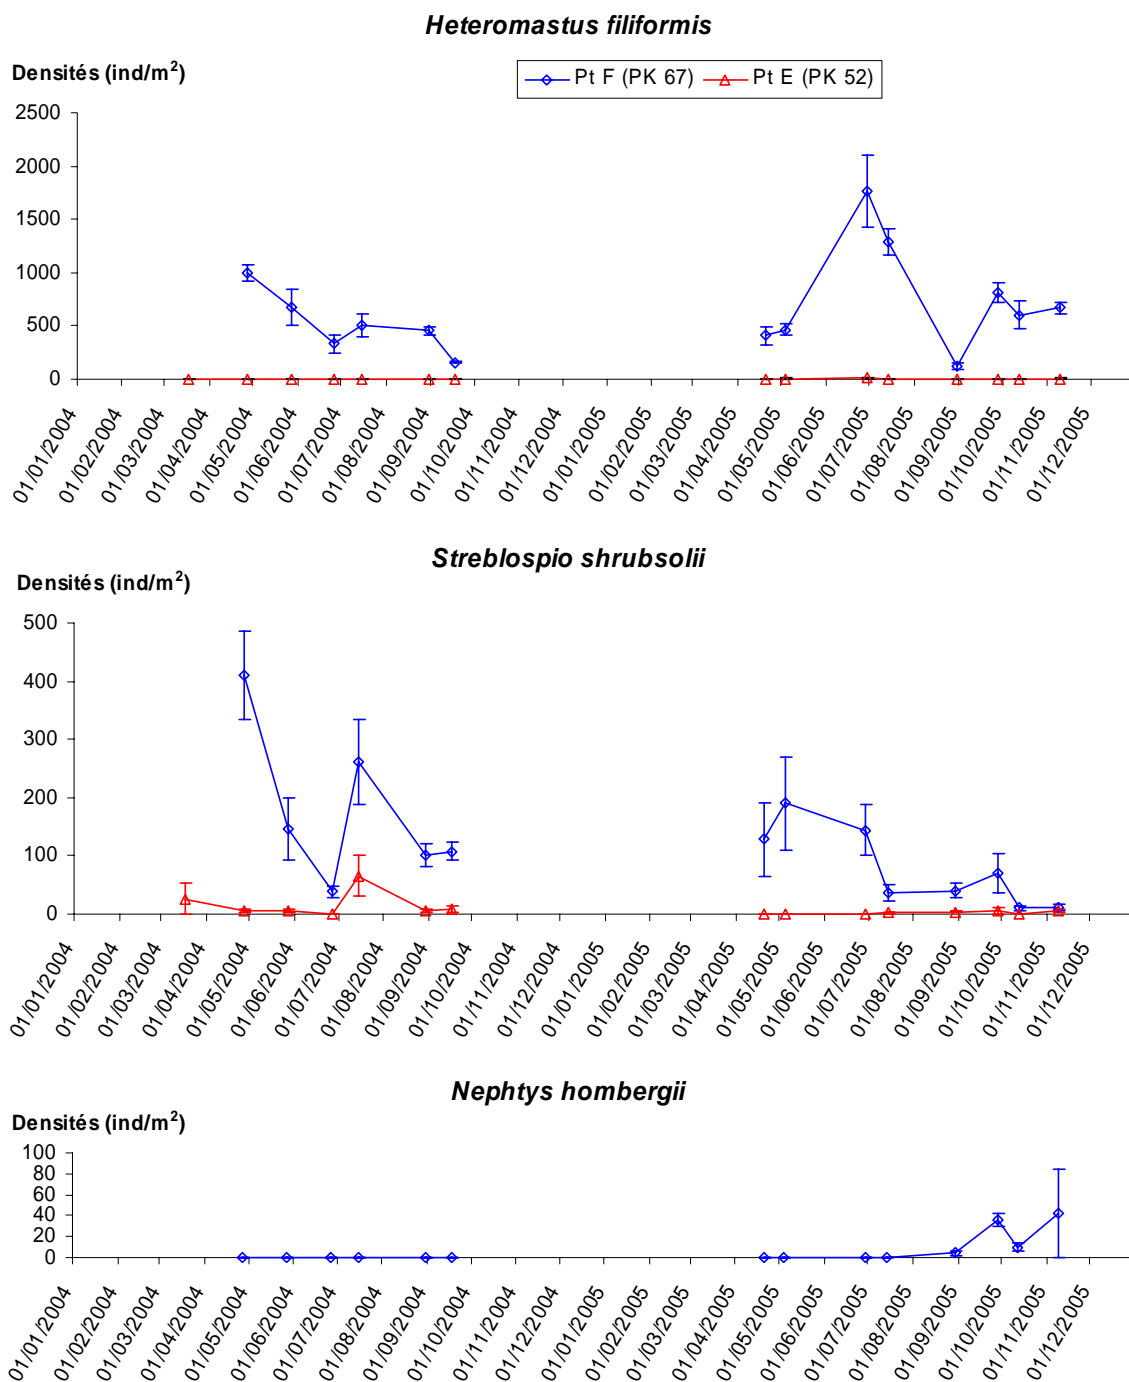 Heteromastus filiformis
Densités (ind/m²)
Pt F (PK 67) Pt E (PK 52)
2500
2000
1500
1000
500
0
01/01/2004 01/02/2004 01/03/2004 01/04/2004 01/05/2004 01/06/2004 01/07/2004 01/08/2004 01/09/2004 01/10/2004 01/11/2004 01/12/2004 01/01/2005 01/02/2005 01/03/2005 01/04/2005 01/05/2005 01/06/2005 01/07/2005 01/08/2005 01/09/2005 01/10/2005 01/11/2005 01/12/2005
Streblospio shrubsolii
Densités (ind/m²)
500
400
300
200
100
0
01/01/2004 01/02/2004 01/03/2004 01/04/2004 01/05/2004 01/06/2004 01/07/2004 01/08/2004 01/09/2004 01/10/2004 01/11/2004 01/12/2004 01/01/2005 01/02/2005 01/03/2005 01/04/2005 01/05/2005 01/06/2005 01/07/2005 01/08/2005 01/09/2005 01/10/2005 01/11/2005 01/12/2005
Nephtys hombergii
Densités (ind/m²)
100
80
60
40
20
0
01/01/2004 01/02/2004 01/03/2004 01/04/2004 01/05/2004 01/06/2004 01/07/2004 01/08/2004 01/09/2004 01/10/2004 01/11/2004 01/12/2004 01/01/2005 01/02/2005 01/03/2005 01/04/2005 01/05/2005 01/06/2005 01/07/2005 01/08/2005 01/09/2005 01/10/2005 01/11/2005 01/12/2005